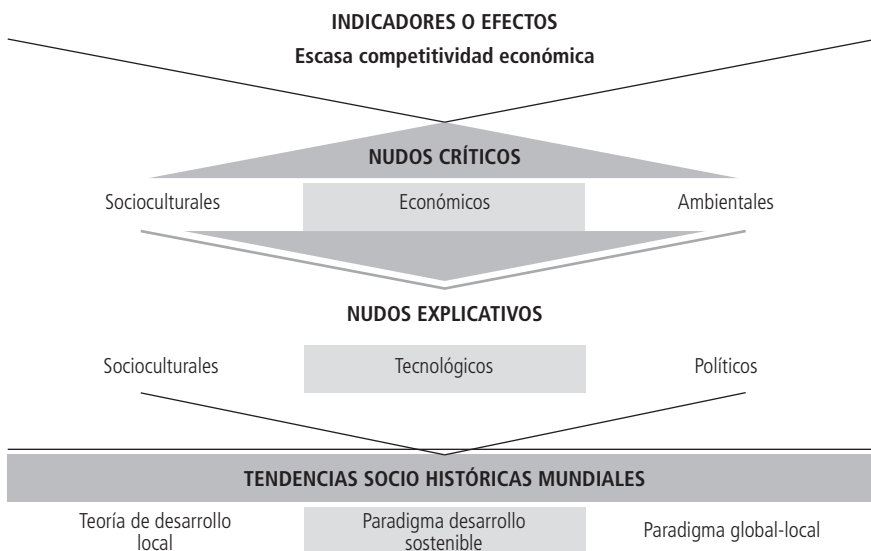 INDICADORES O EFECTOS
Escasa competitividad económica
NUDOS CRÍTICOS
Socioculturales Económicos Ambientales
NUDOS EXPLICATIVOS
Socioculturales Tecnológicos Políticos
TENDENCIAS SOCIO HISTÓRICAS MUNDIALES
Teoría de desarrollo
local
Paradigma desarrollo
sostenible
Paradigma global-local